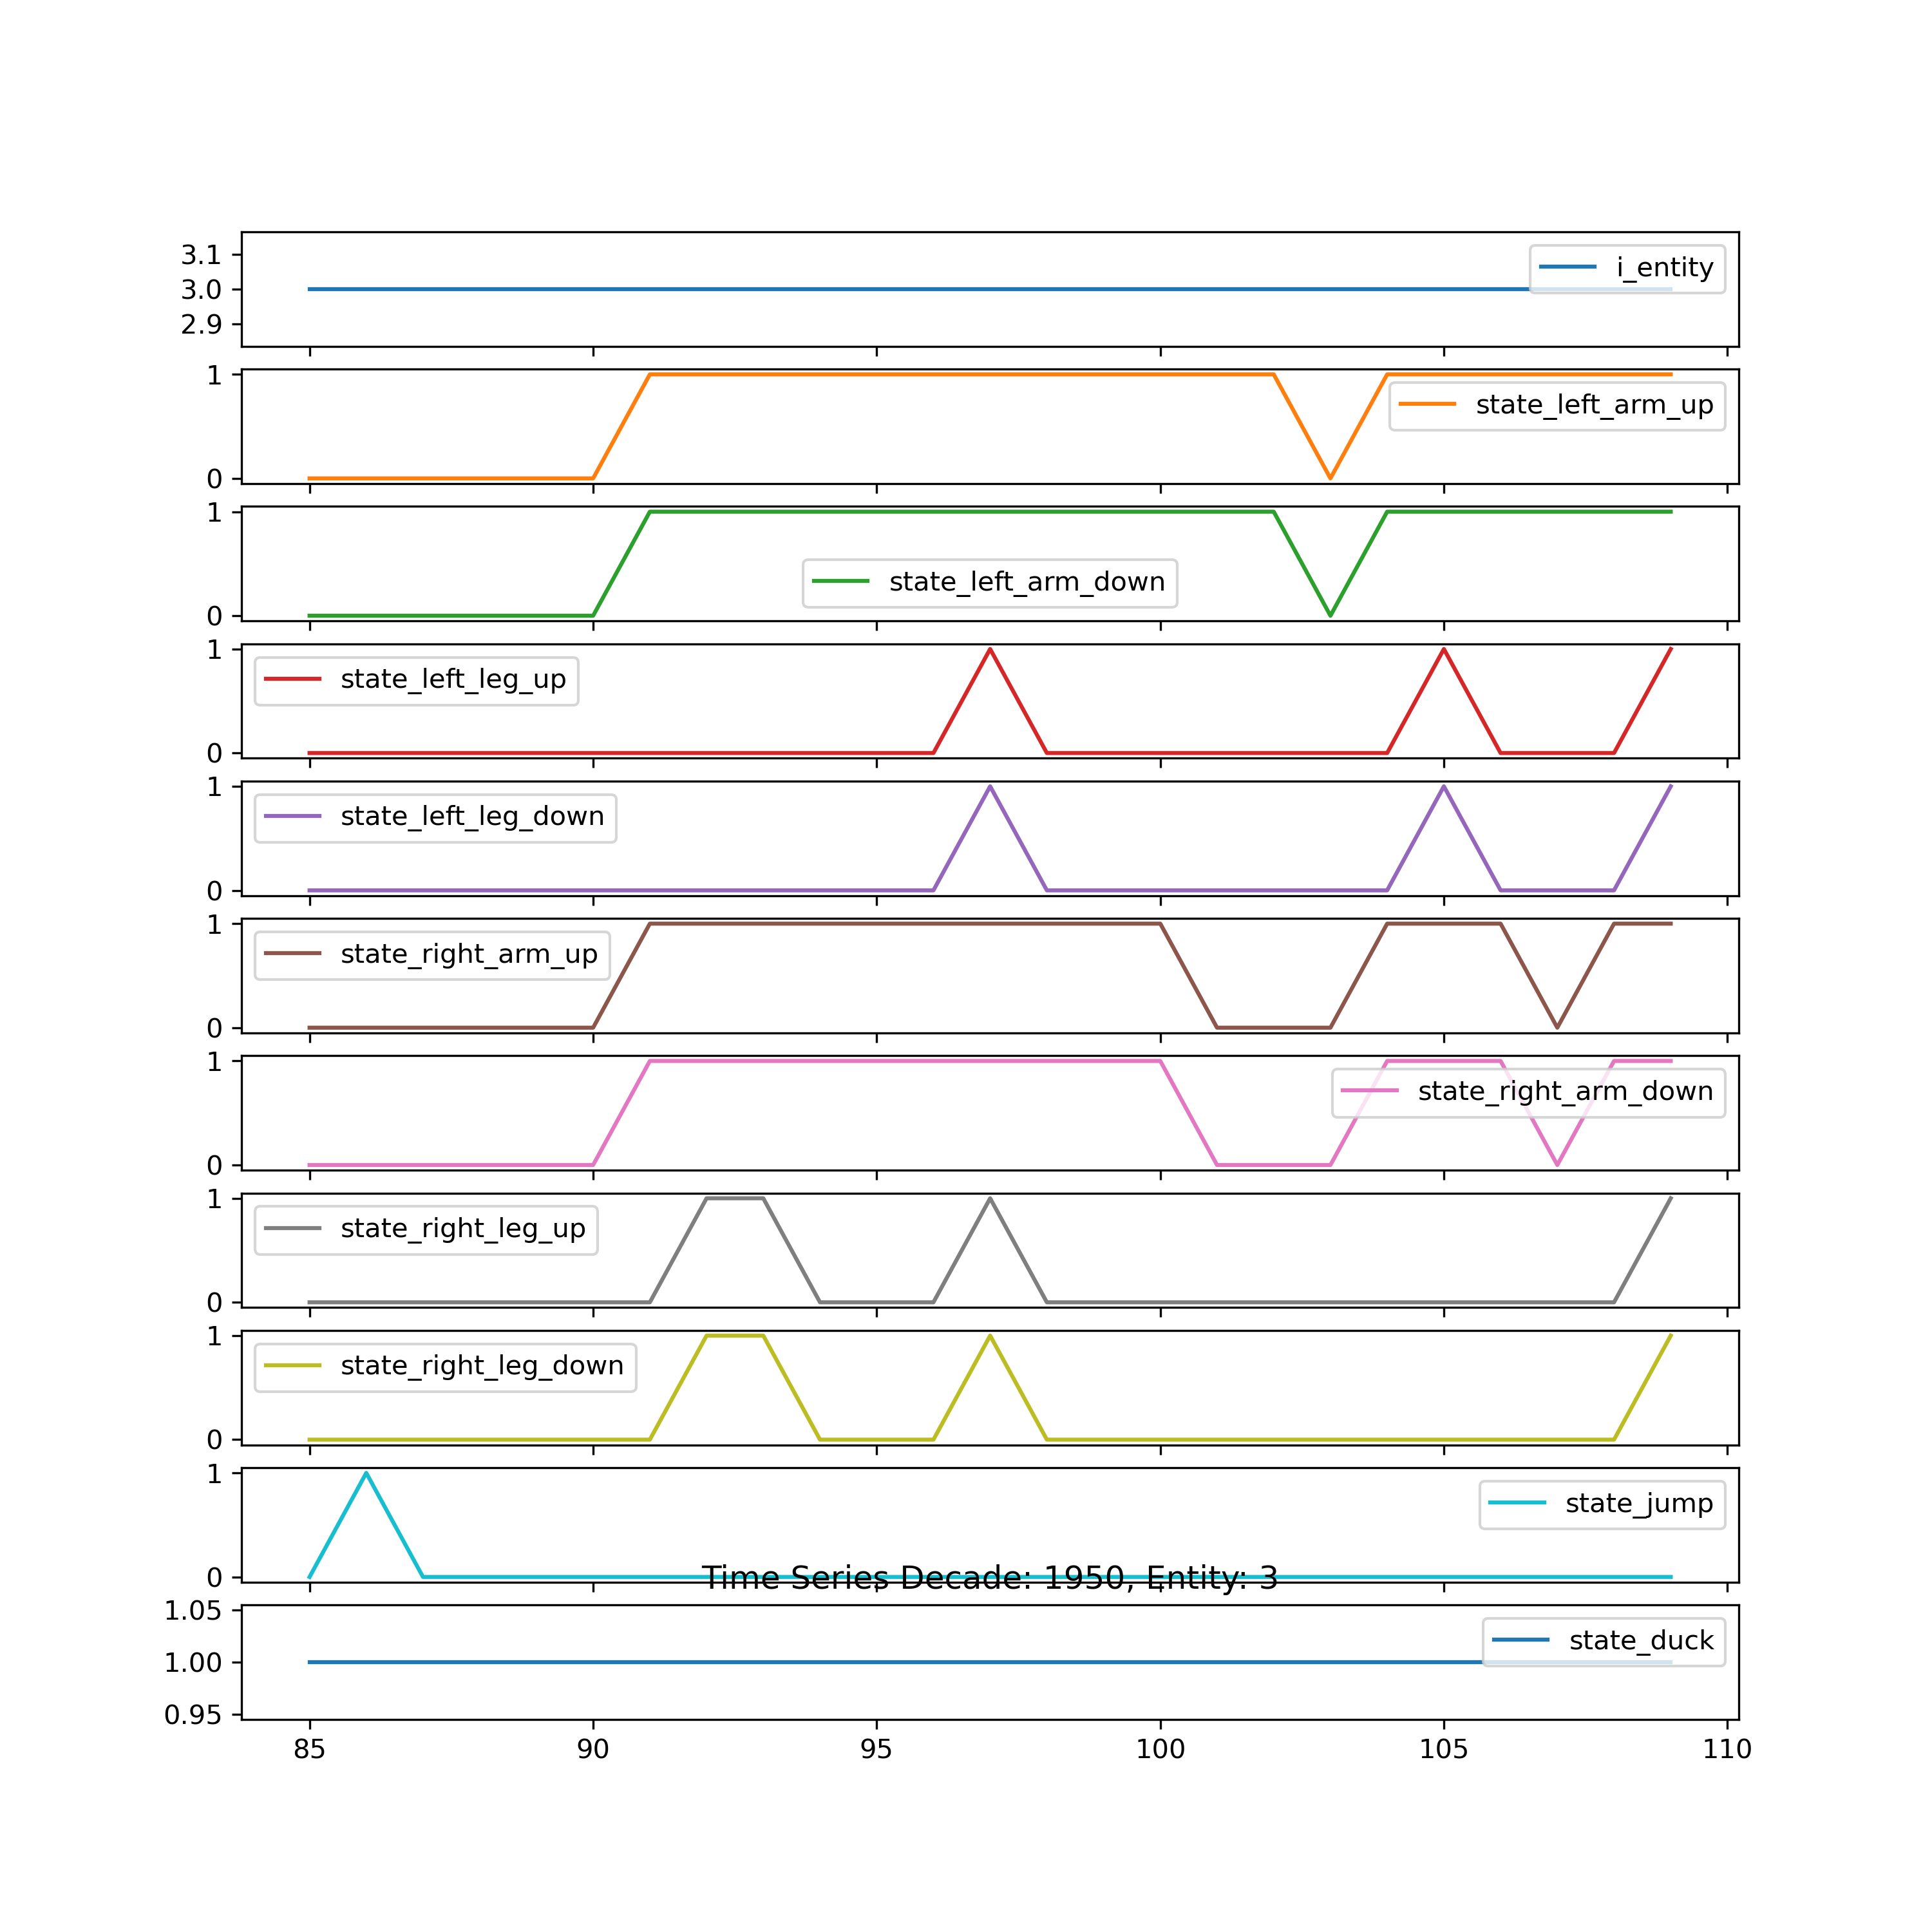 3.1
3.0
2.9
i_entity
1
0
state_left_arm_up
1
0
state_left_arm_down
1
0
state_left_leg_up
1
0
state_left_leg_down
1
0
state_right_arm_up
1
0
state_right_arm_down
1
0
state_right_leg_up
1
0
state_right_leg_down
1
0
state_jump
Time Series Decade: 1950, Entity: 3
1.05
1.00
0.95
state_duck
85 90 95 100 105 110